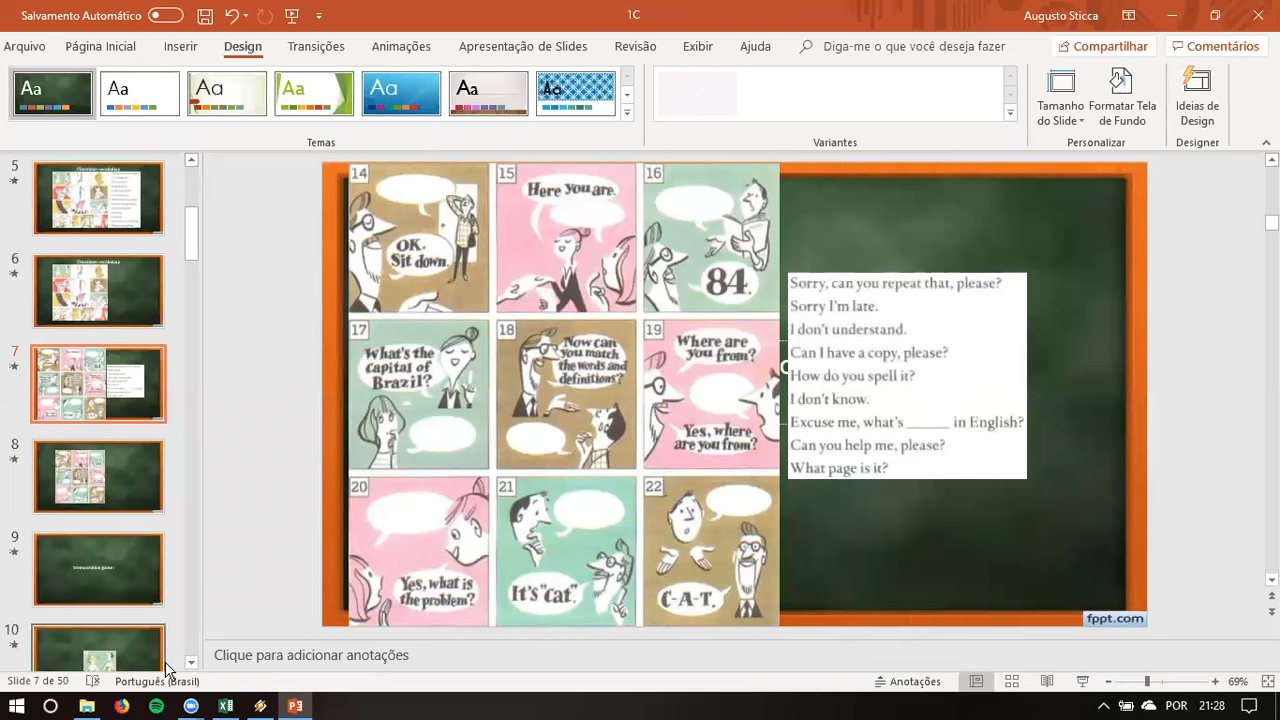 Salvamento Automático
1C
Augusto Sticca
Arquivo
Página Inicial
Inserir
Design
Transições
Animações
Apresentação de Slides
Revisão
Exibir
Ajuda
Diga-me o que você deseja fazer
Compartilhar
Comentários
Aa
Aa
Aa
Aa
Aa
Aa
Aa
Tamanho
do Slide
Formatar Tela
de Fundo
Ideias de
Design
Temas
Variantes
Personalizar
Designer
5
6
7
8
9
10
14
OK.
Sit down.
15
Here you are.
16
84.
17
What's the
capital of
Brazil?
18
Now can
you match
the words and
definitions?
19
Where are
you from?
Yes, where
are you from?
20
Yes, what is
the problem?
21
It's "cat".
22
C-A-T.
Sorry, can you repeat that, please?
Sorry I'm late.
I don't understand.
Can I have a copy, please?
How do you spell it?
I don't know.
Excuse me, what's ______ in English?
Can you help me, please?
What page is it?
fppt.com
Clique para adicionar anotações
Slide 7 de 50
Português (Brasil)
Anotações
69%
POR
21:28